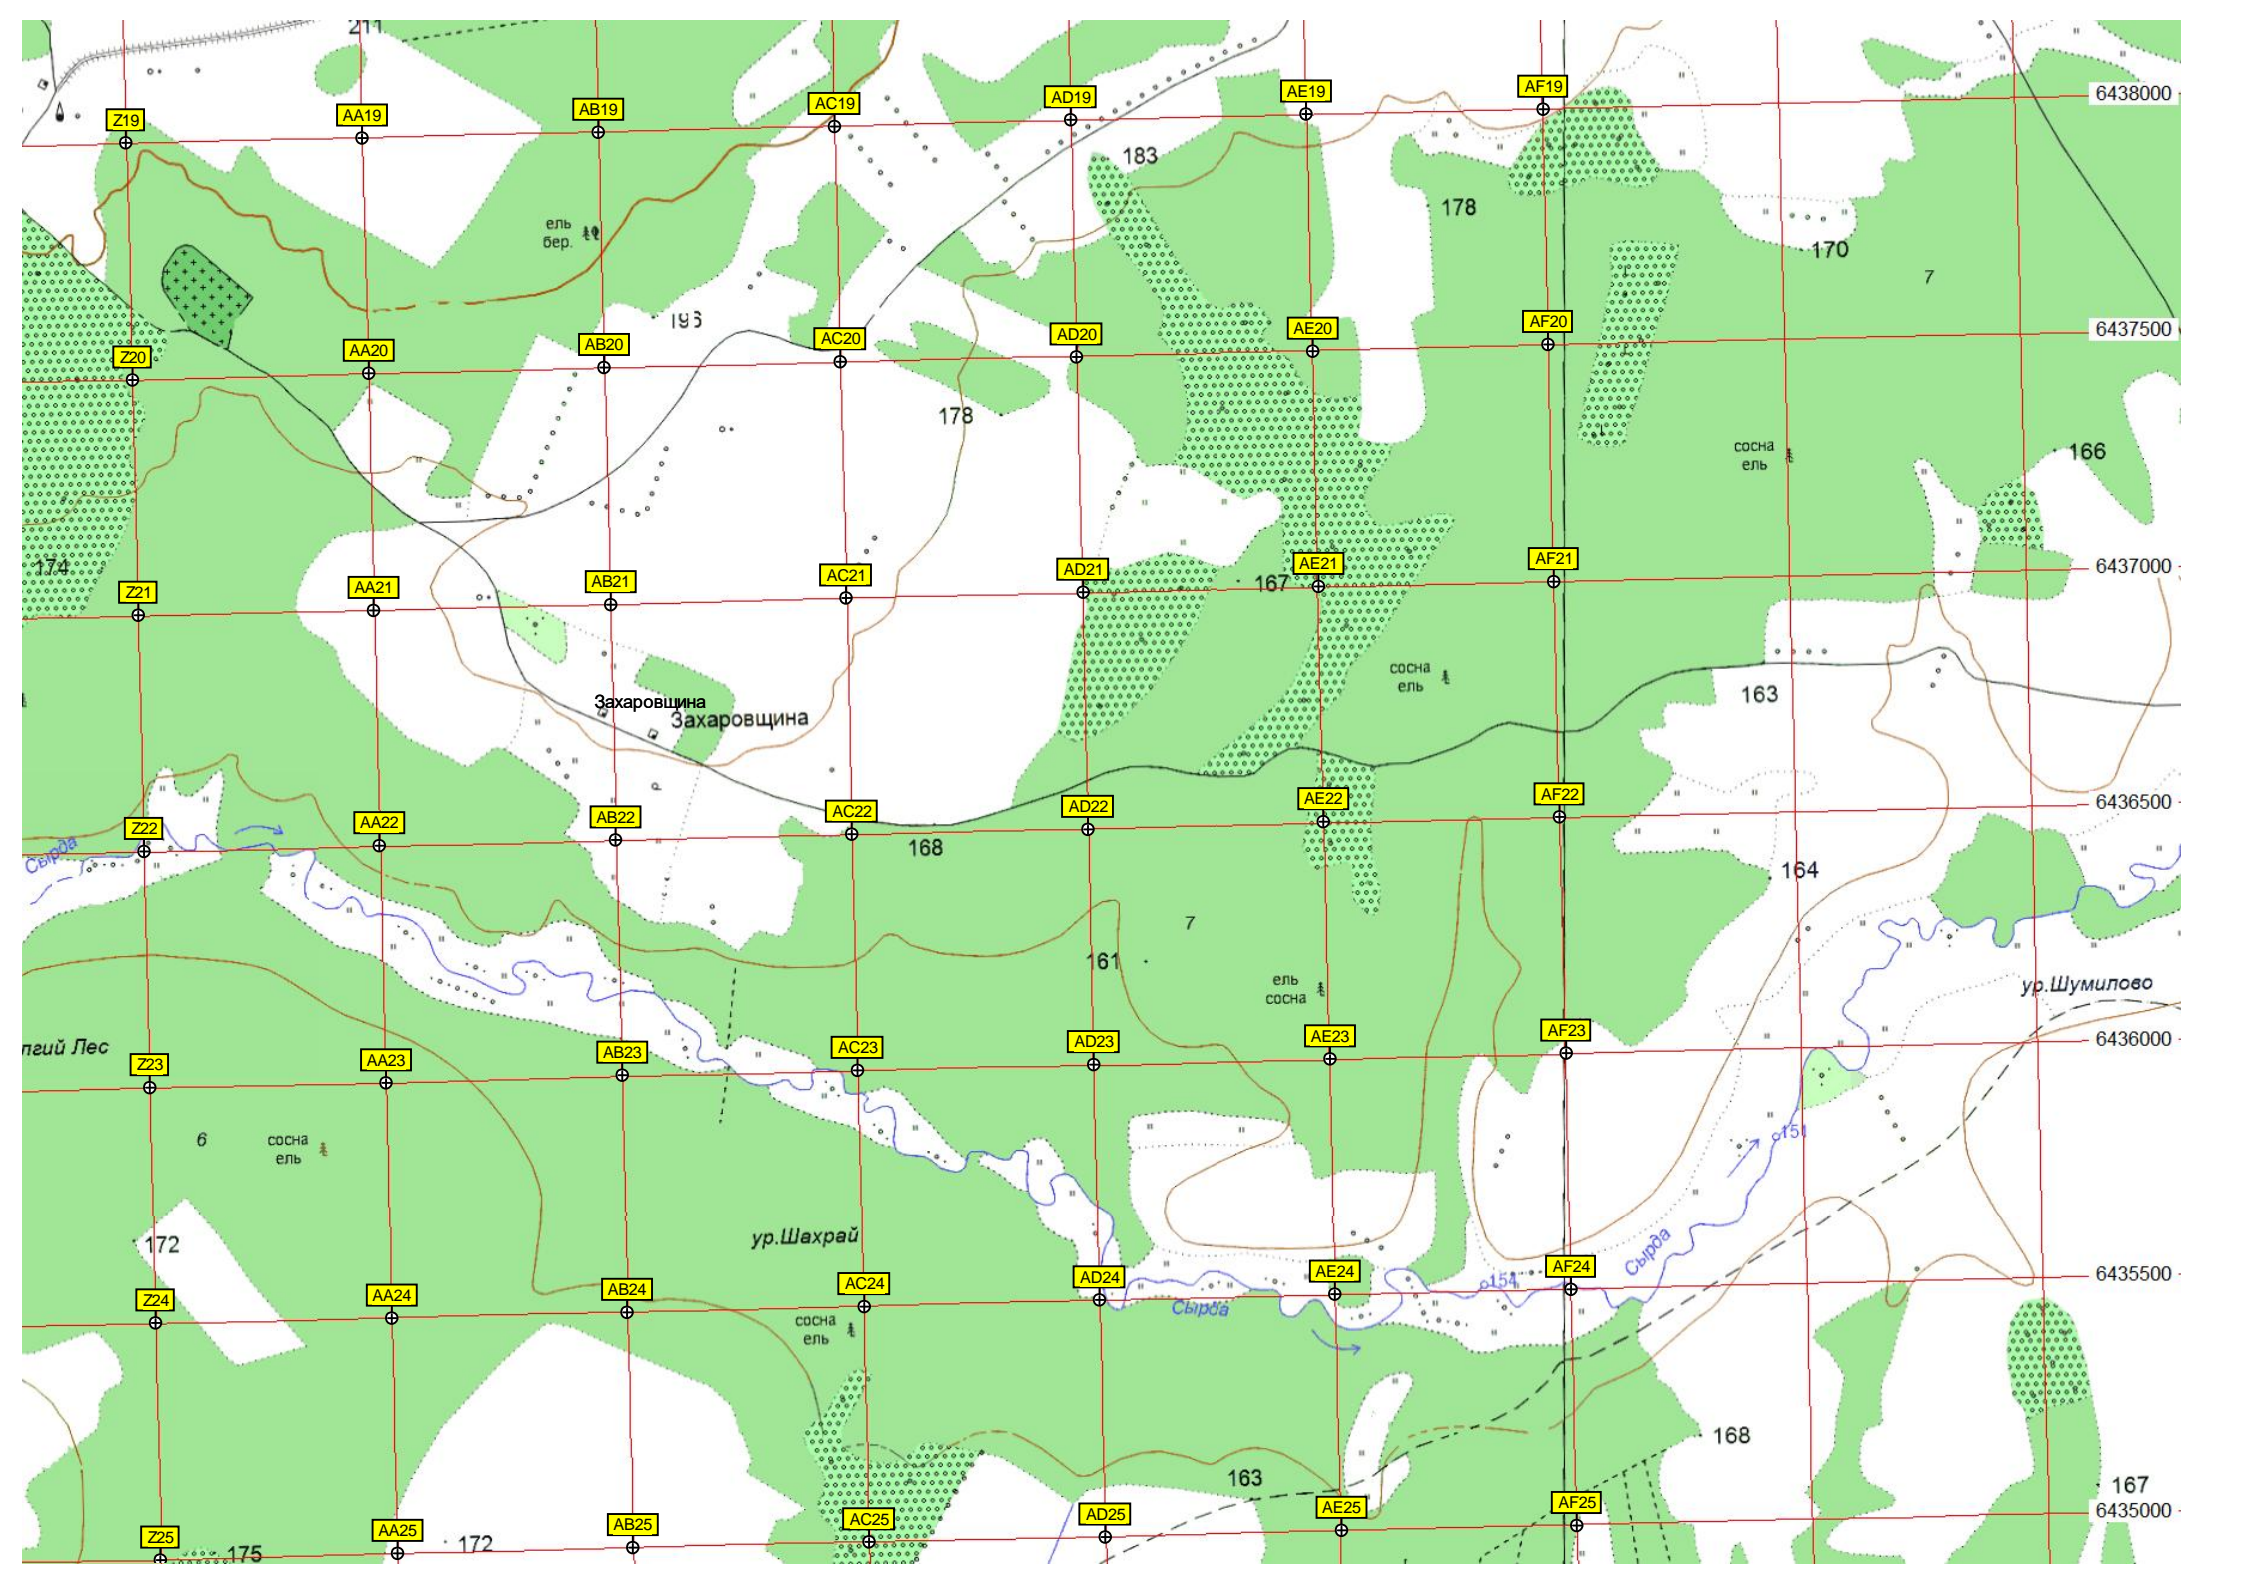 211
6438000
AF19
AE19
AD19
AC19
AB19
AA19
Z19
183
178
ель
бер.
170
7
196
6437500
AF20
AE20
AD20
AC20
AB20
AA20
Z20
178
сосна
ель
166
174
167
6437000
AF21
AE21
AD21
AC21
AB21
AA21
Z21
сосна
ель
163
Захаровщина
Захаровщина
6436500
AF22
AE22
AD22
AC22
AB22
AA22
Z22
Сырда
168
164
7
161
ель
сосна
ур.Шумилово
6436000
AF23
AE23
AD23
AC23
AB23
AA23
Z23
лгий Лес
6
сосна
ель
151
172
ур.Шахрай
Сырда
6435500
AF24
AE24
AD24
AC24
AB24
AA24
Z24
154
Сырда
сосна
ель
168
163
167
6435000
AF25
AE25
AD25
AC25
AB25
AA25
Z25
172
175